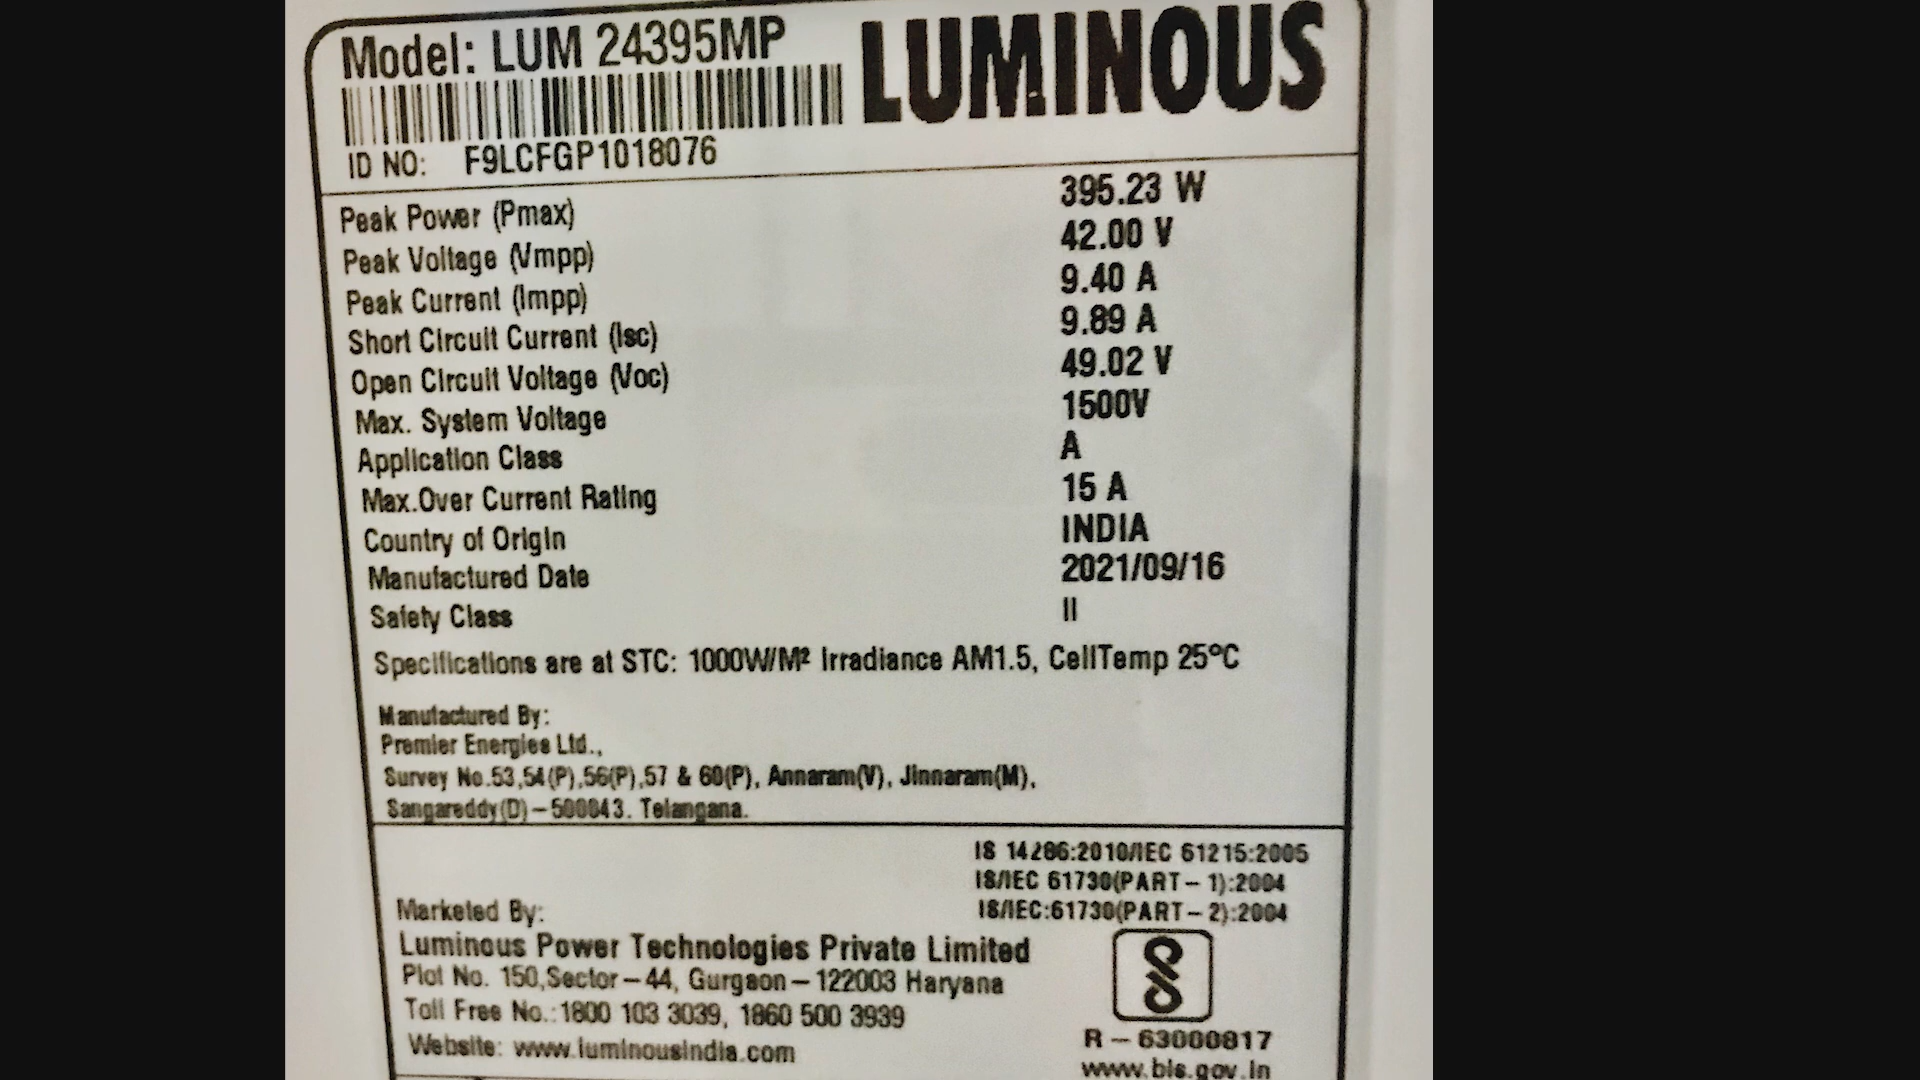 Model: LUM 24395MP
LUMINOUS
ID NO: F9LCFGP1018076
Peak Power (Pmax) 395.23 W
Peak Voltage (Vmpp) 42.00 V
Peak Current (Impp) 9.40 A
Short Circuit Current (Isc) 9.89 A
Open Circuit Voltage (Voc) 49.02 V
Max. System Voltage 1500V
Application Class A
Max.Over Current Rating 15 A
Country of Origin INDIA
Manufactured Date 2021/09/16
Safety Class II
Specifications are at STC: 1000W/M² Irradiance AM1.5, CellTemp 25°C
Manufactured By:
Premier Energies Ltd.,
Survey No.53,54(P),56(P),57 & 60(P), Annaram(V), Jinnaram(M),
Sangareddy(D)–500043. Telangana.
IS 14286:2010/IEC 61215:2005
IS/IEC 61730(PART–1):2004
IS/IEC:61730(PART–2):2004
Marketed By:
Luminous Power Technologies Private Limited
Plot No. 150,Sector–44, Gurgaon–122003 Haryana
Toll Free No.:1800 103 3039, 1860 500 3939
Website: www.luminousindia.com
R–63000817
www.bis.gov.in